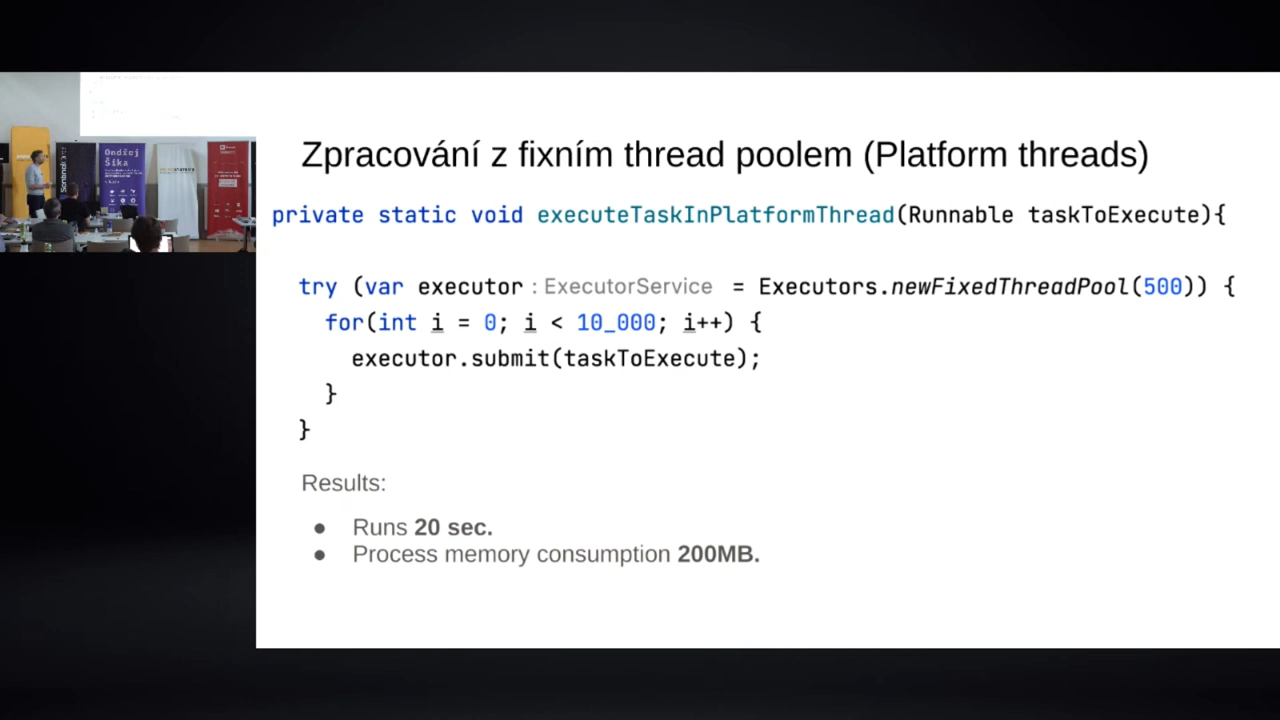 Zpracování z fixním thread poolem (Platform threads)
private static void executeTaskInPlatformThread(Runnable taskToExecute){
try (var executor : ExecutorService = Executors.newFixedThreadPool(500)) {
for(int i = 0; i < 10_000; i++) {
executor.submit(taskToExecute);
}
}
Results:
● Runs 20 sec.
● Process memory consumption 200MB.
Ondřej
Šika